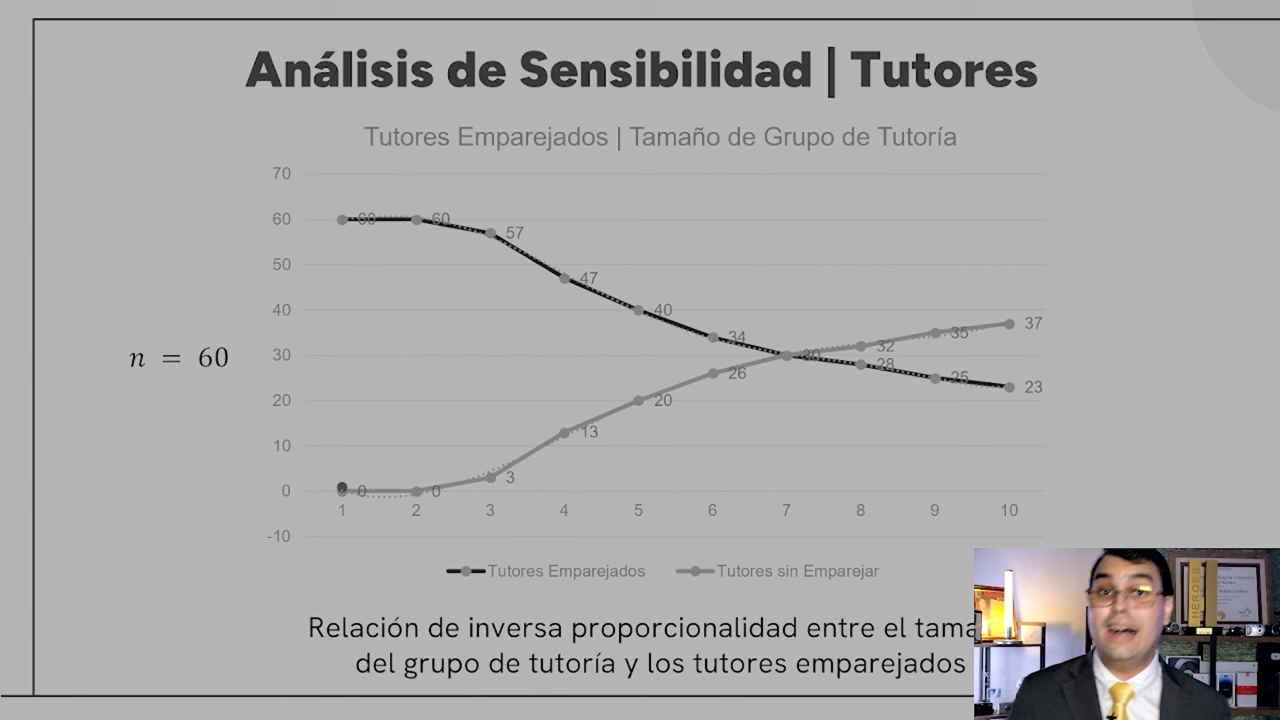 Análisis de Sensibilidad | Tutores
Tutores Emparejados | Tamaño de Grupo de Tutoría
70
60
50
40
30
20
10
0
-10
60 60 57 47 40 34 30 28 25 23
0 0 3 13 20 26 32 35 37
1 2 3 4 5 6 7 8 9 10
n = 60
Tutores Emparejados Tutores sin Emparejar
Relación de inversa proporcionalidad entre el
del grupo de tutoría y los tutores emparejados
HÉROES